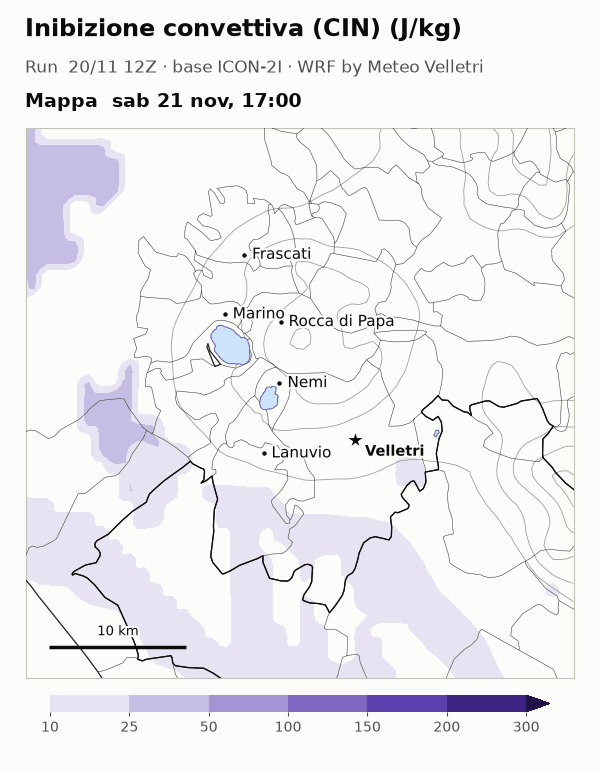 Inibizione convettiva (CIN) (J/kg)
Run  20/11 12Z · base ICON-2I · WRF by Meteo Velletri
Mappa  sab 21 nov, 17:00
Frascati
Marino
Rocca di Papa
Nemi
Velletri
Lanuvio
10 km
10 25 50 100 150 200 300